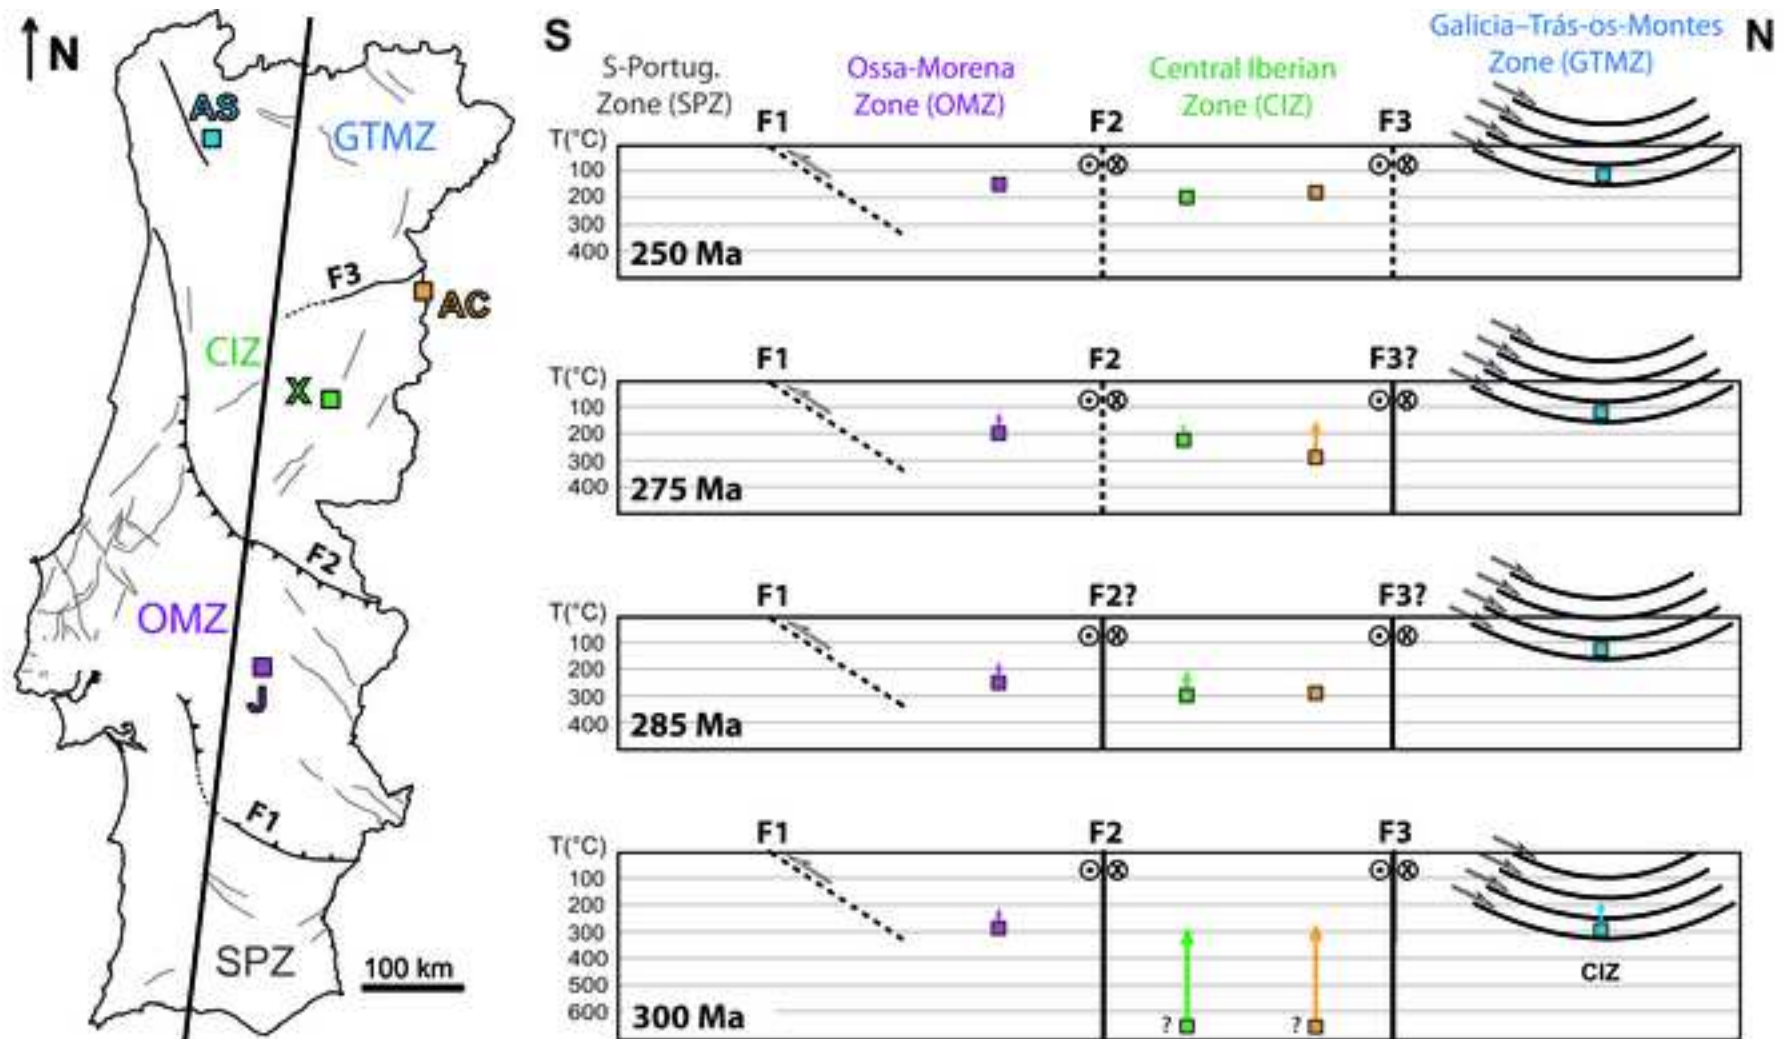 N
AS
GTMZ
F3
AC
CIZ
X
F2
OMZ
J
F1
SPZ
100 km
S
N
S-Portug.
Zone (SPZ)
Ossa-Morena
Zone (OMZ)
Central Iberian
Zone (CIZ)
Galicia–Trás-os-Montes
Zone (GTMZ)
F1 F2 F3
T(°C)
100
200
300
400
250 Ma
F1 F2 F3?
T(°C)
100
200
300
400
275 Ma
F1 F2? F3?
T(°C)
100
200
300
400
285 Ma
F1 F2 F3
T(°C)
100
200
300
400
500
600
CIZ
300 Ma
? ?